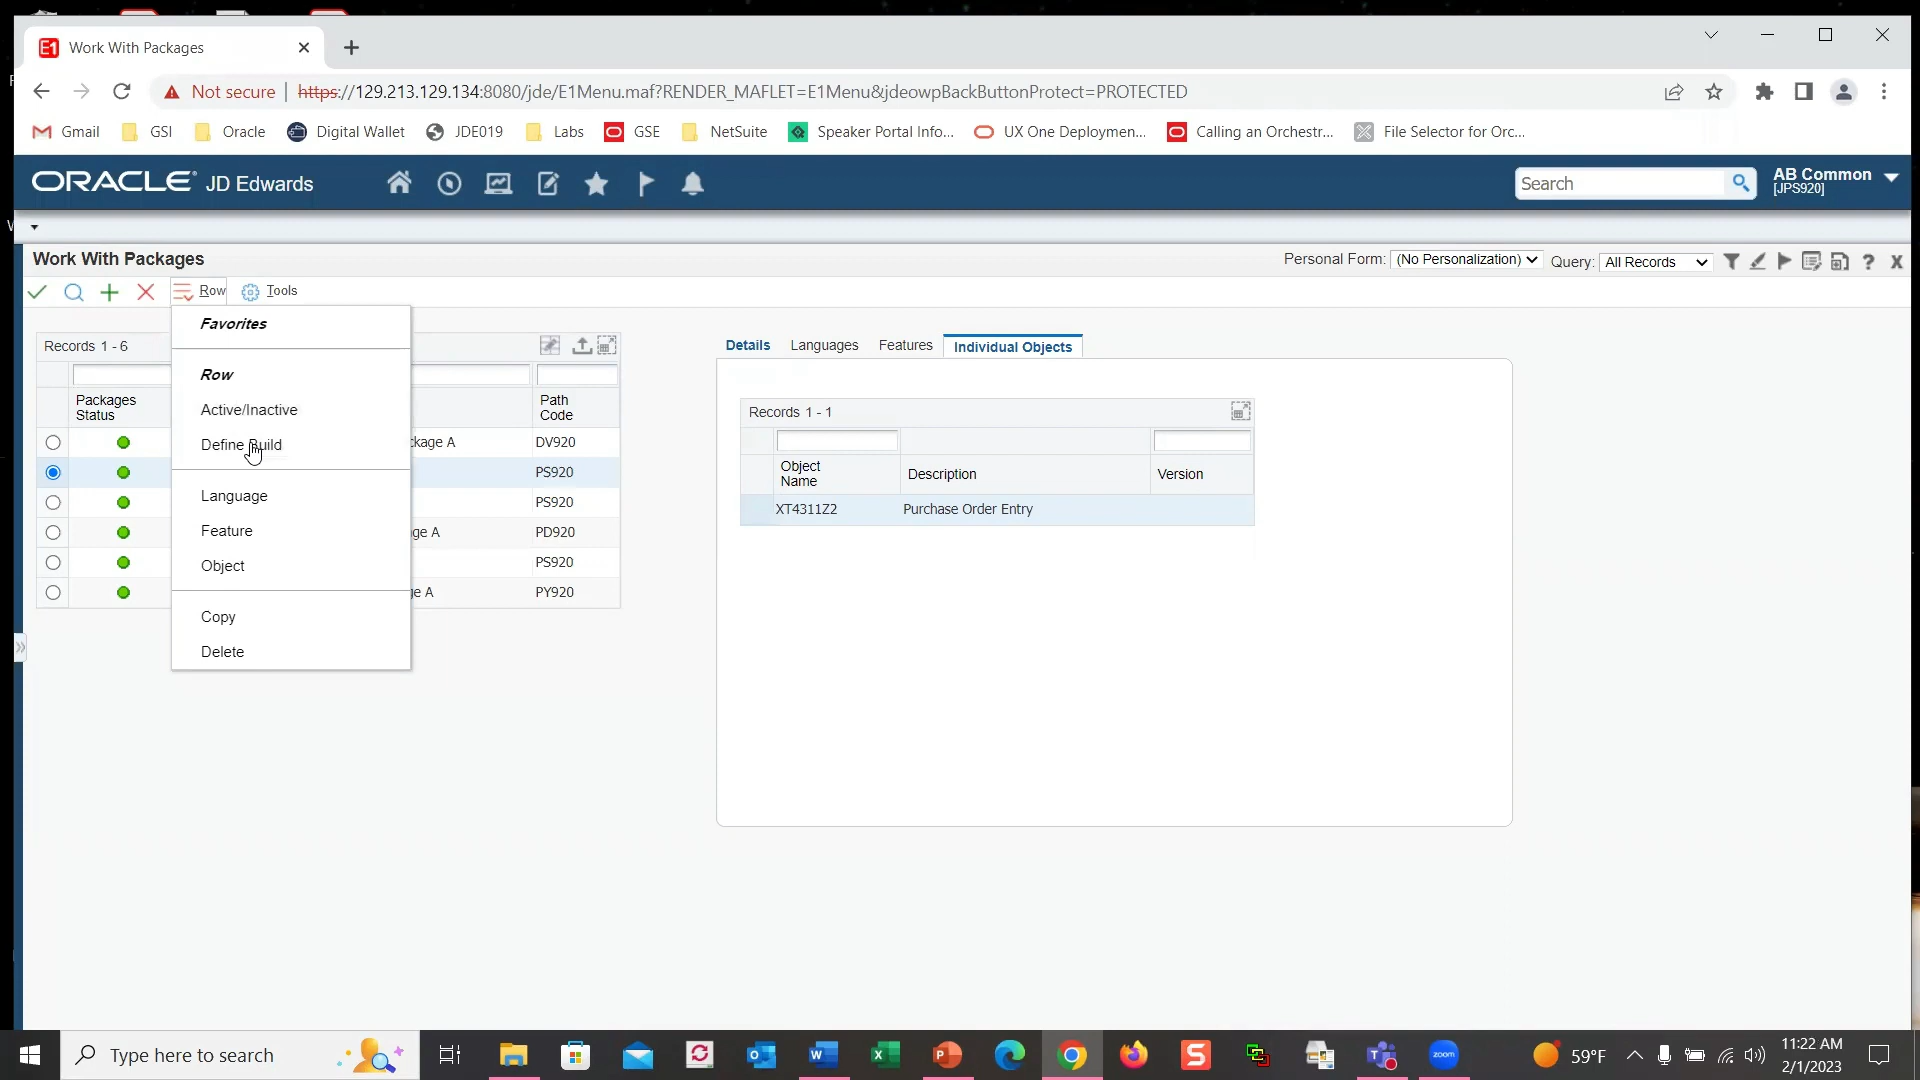 E1 Work With Packages
Not secure | https://129.213.129.134:8080/jde/E1Menu.maf?RENDER_MAFLET=E1Menu&jdeowpBackButtonProtect=PROTECTED
Gmail GSI Oracle Digital Wallet JDE019 Labs GSE NetSuite Speaker Portal Info... UX One Deploymen... Calling an Orchestr... File Selector for Orc...
ORACLE JD Edwards Search AB Common
[JPS920]
Work With Packages Personal Form: (No Personalization) Query: All Records
Row Tools
Favorites
Row
Active/Inactive
Define Build
Language
Feature
Object
Copy
Delete
Records 1 - 6
Packages
Status
Path
Code
ckage A DV920
PS920
PS920
ge A PD920
PS920
e A PY920
Details Languages Features Individual Objects
Records 1 - 1
Object
Name
Description Version
XT4311Z2 Purchase Order Entry
Type here to search
zoom
59°F
11:22 AM
2/1/2023